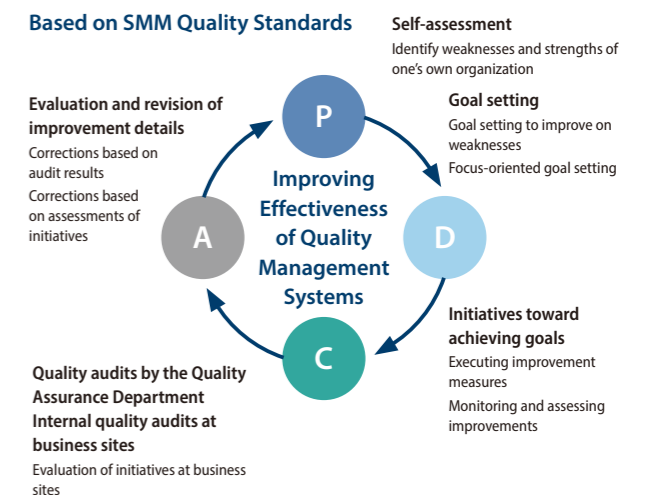 Based on SMM Quality Standards
Self-assessment
Identify weaknesses and strengths of
one's own organization
P
Goal setting
Goal setting to improve on
weaknesses
Focus-oriented goal setting
D
Initiatives toward
achieving goals
Executing improvement
measures
Monitoring and assessing
improvements
C
Quality audits by the Quality
Assurance Department
Internal quality audits at
business sites
Evaluation of initiatives at business
sites
A
Evaluation and revision of
improvement details
Corrections based on
audit results
Corrections based
on assessments of
initiatives
Improving
Effectiveness
of Quality
Management
Systems